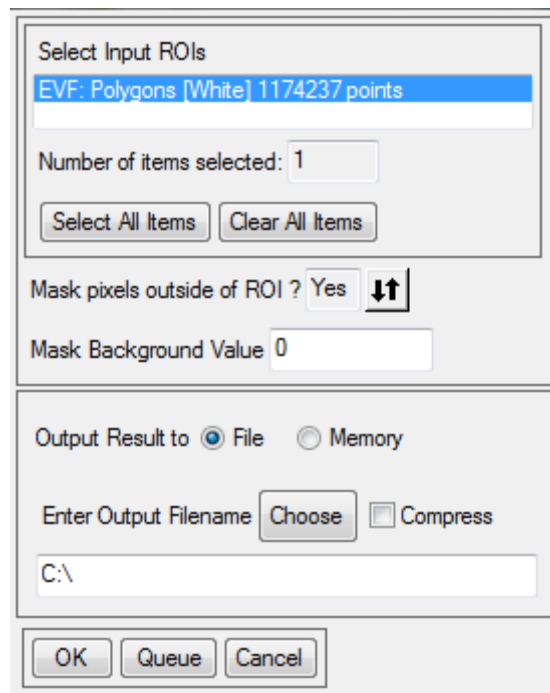 Select Input ROIs
EVF: Polygons [White] 1174237 points
Number of items selected: 1
Select All Items Clear All Items
Mask pixels outside of ROI ? Yes
Mask Background Value 0
Output Result to File Memory
Enter Output Filename Choose Compress
C:\
OK Queue Cancel